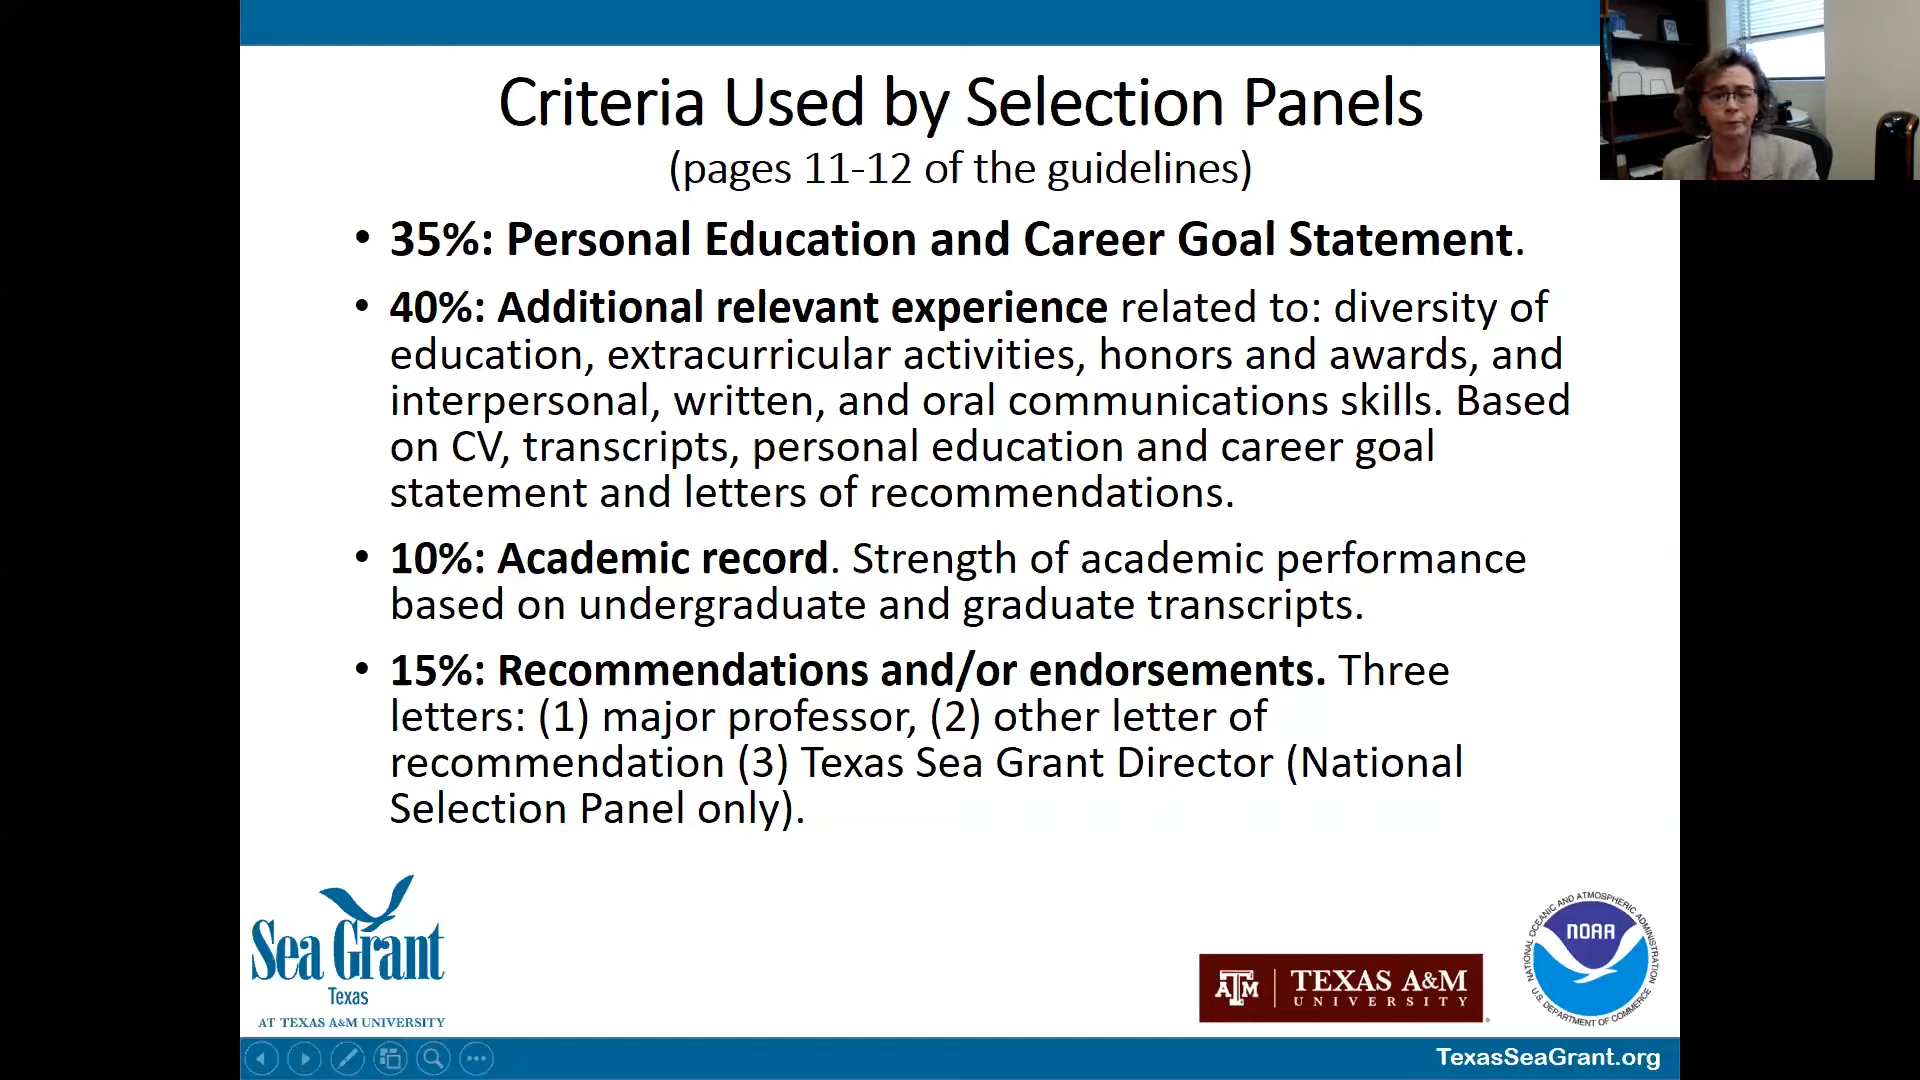 Criteria Used by Selection Panels
(pages 11-12 of the guidelines)
• 35%: Personal Education and Career Goal Statement.
• 40%: Additional relevant experience related to: diversity of
education, extracurricular activities, honors and awards, and
interpersonal, written, and oral communications skills. Based
on CV, transcripts, personal education and career goal
statement and letters of recommendations.
• 10%: Academic record. Strength of academic performance
based on undergraduate and graduate transcripts.
• 15%: Recommendations and/or endorsements. Three
letters: (1) major professor, (2) other letter of
recommendation (3) Texas Sea Grant Director (National
Selection Panel only).
Sea Grant
Texas
AT TEXAS A&M UNIVERSITY
ATM
TEXAS A&M
UNIVERSITY
NATIONAL OCEANIC AND ATMOSPHERIC ADMINISTRATION
NOAA
U.S. DEPARTMENT OF COMMERCE
TexasSeaGrant.org